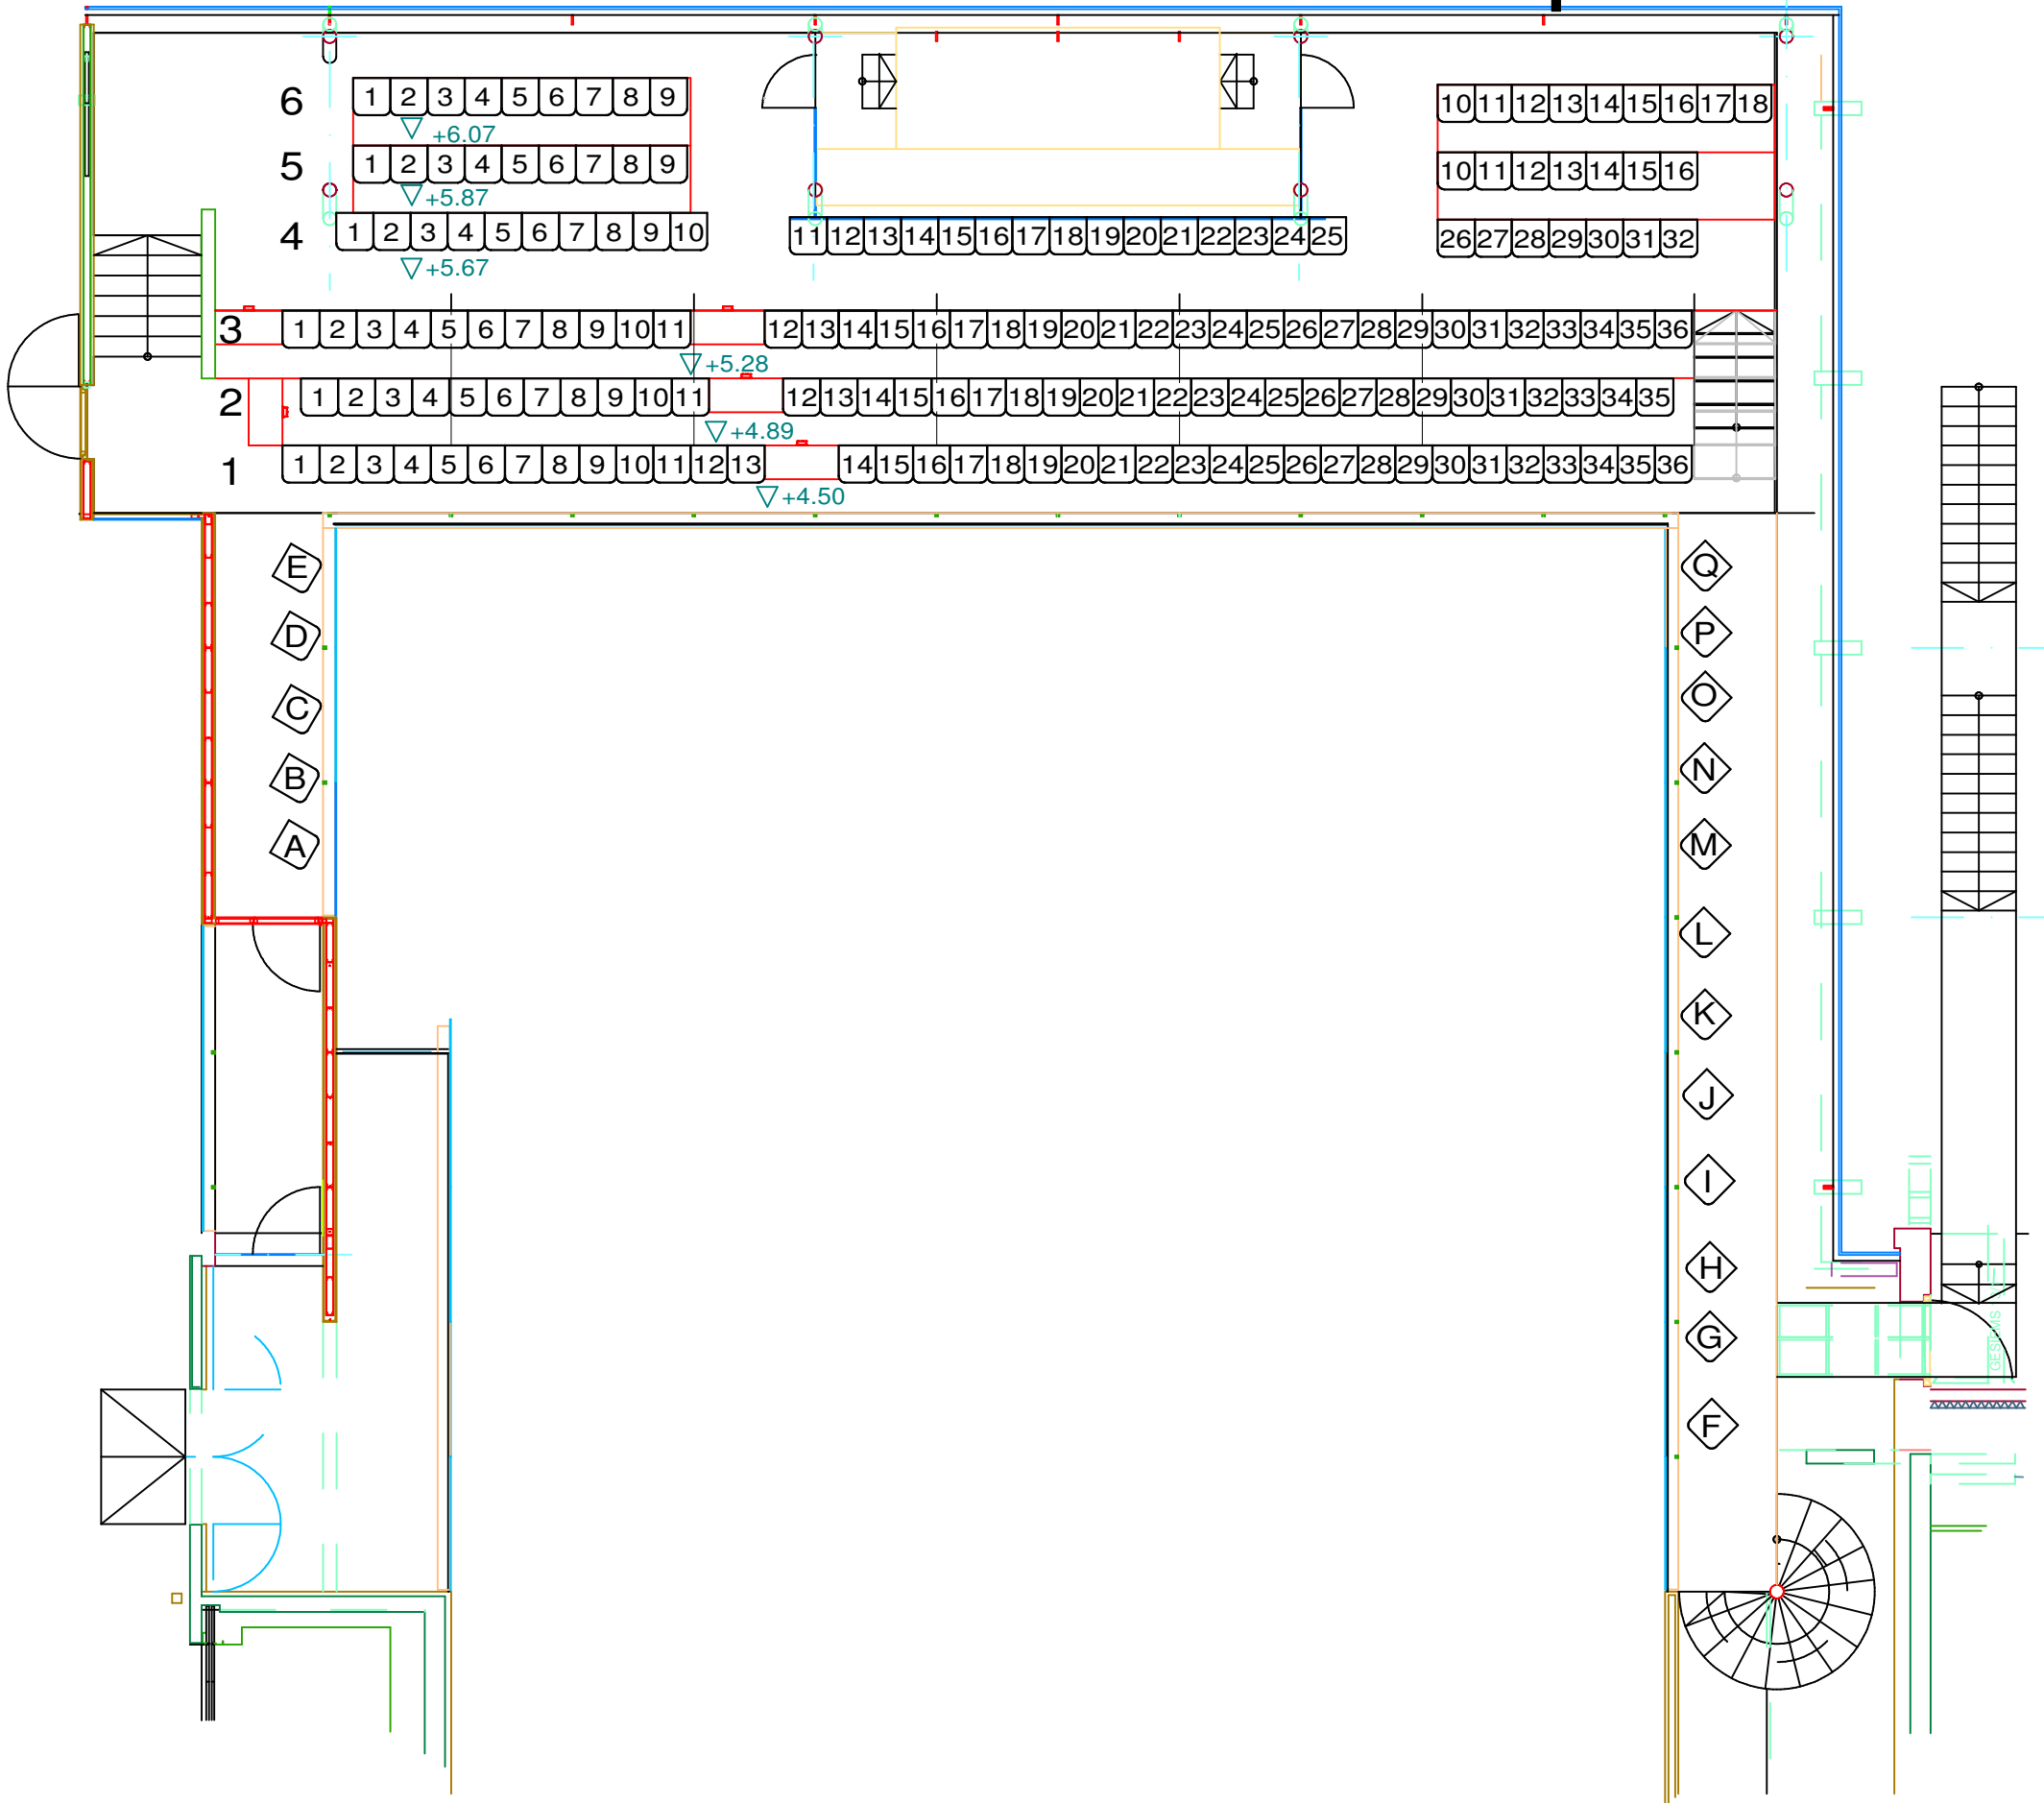 6 1 2 3 4 5 6 7 8 9 10 11 12 13 14 15 16 17 18
+6.07
5 1 2 3 4 5 6 7 8 9 10 11 12 13 14 15 16
+5.87
4 1 2 3 4 5 6 7 8 9 10 11 12 13 14 15 16 17 18 19 20 21 22 23 24 25 26 27 28 29 30 31 32
+5.67
3 1 2 3 4 5 6 7 8 9 10 11 12 13 14 15 16 17 18 19 20 21 22 23 24 25 26 27 28 29 30 31 32 33 34 35 36
+5.28
2 1 2 3 4 5 6 7 8 9 10 11 12 13 14 15 16 17 18 19 20 21 22 23 24 25 26 27 28 29 30 31 32 33 34 35
+4.89
1 1 2 3 4 5 6 7 8 9 10 11 12 13 14 15 16 17 18 19 20 21 22 23 24 25 26 27 28 29 30 31 32 33 34 35 36
+4.50
E
D
C
B
A
Q
P
O
N
M
L
K
J
I
H
G
F